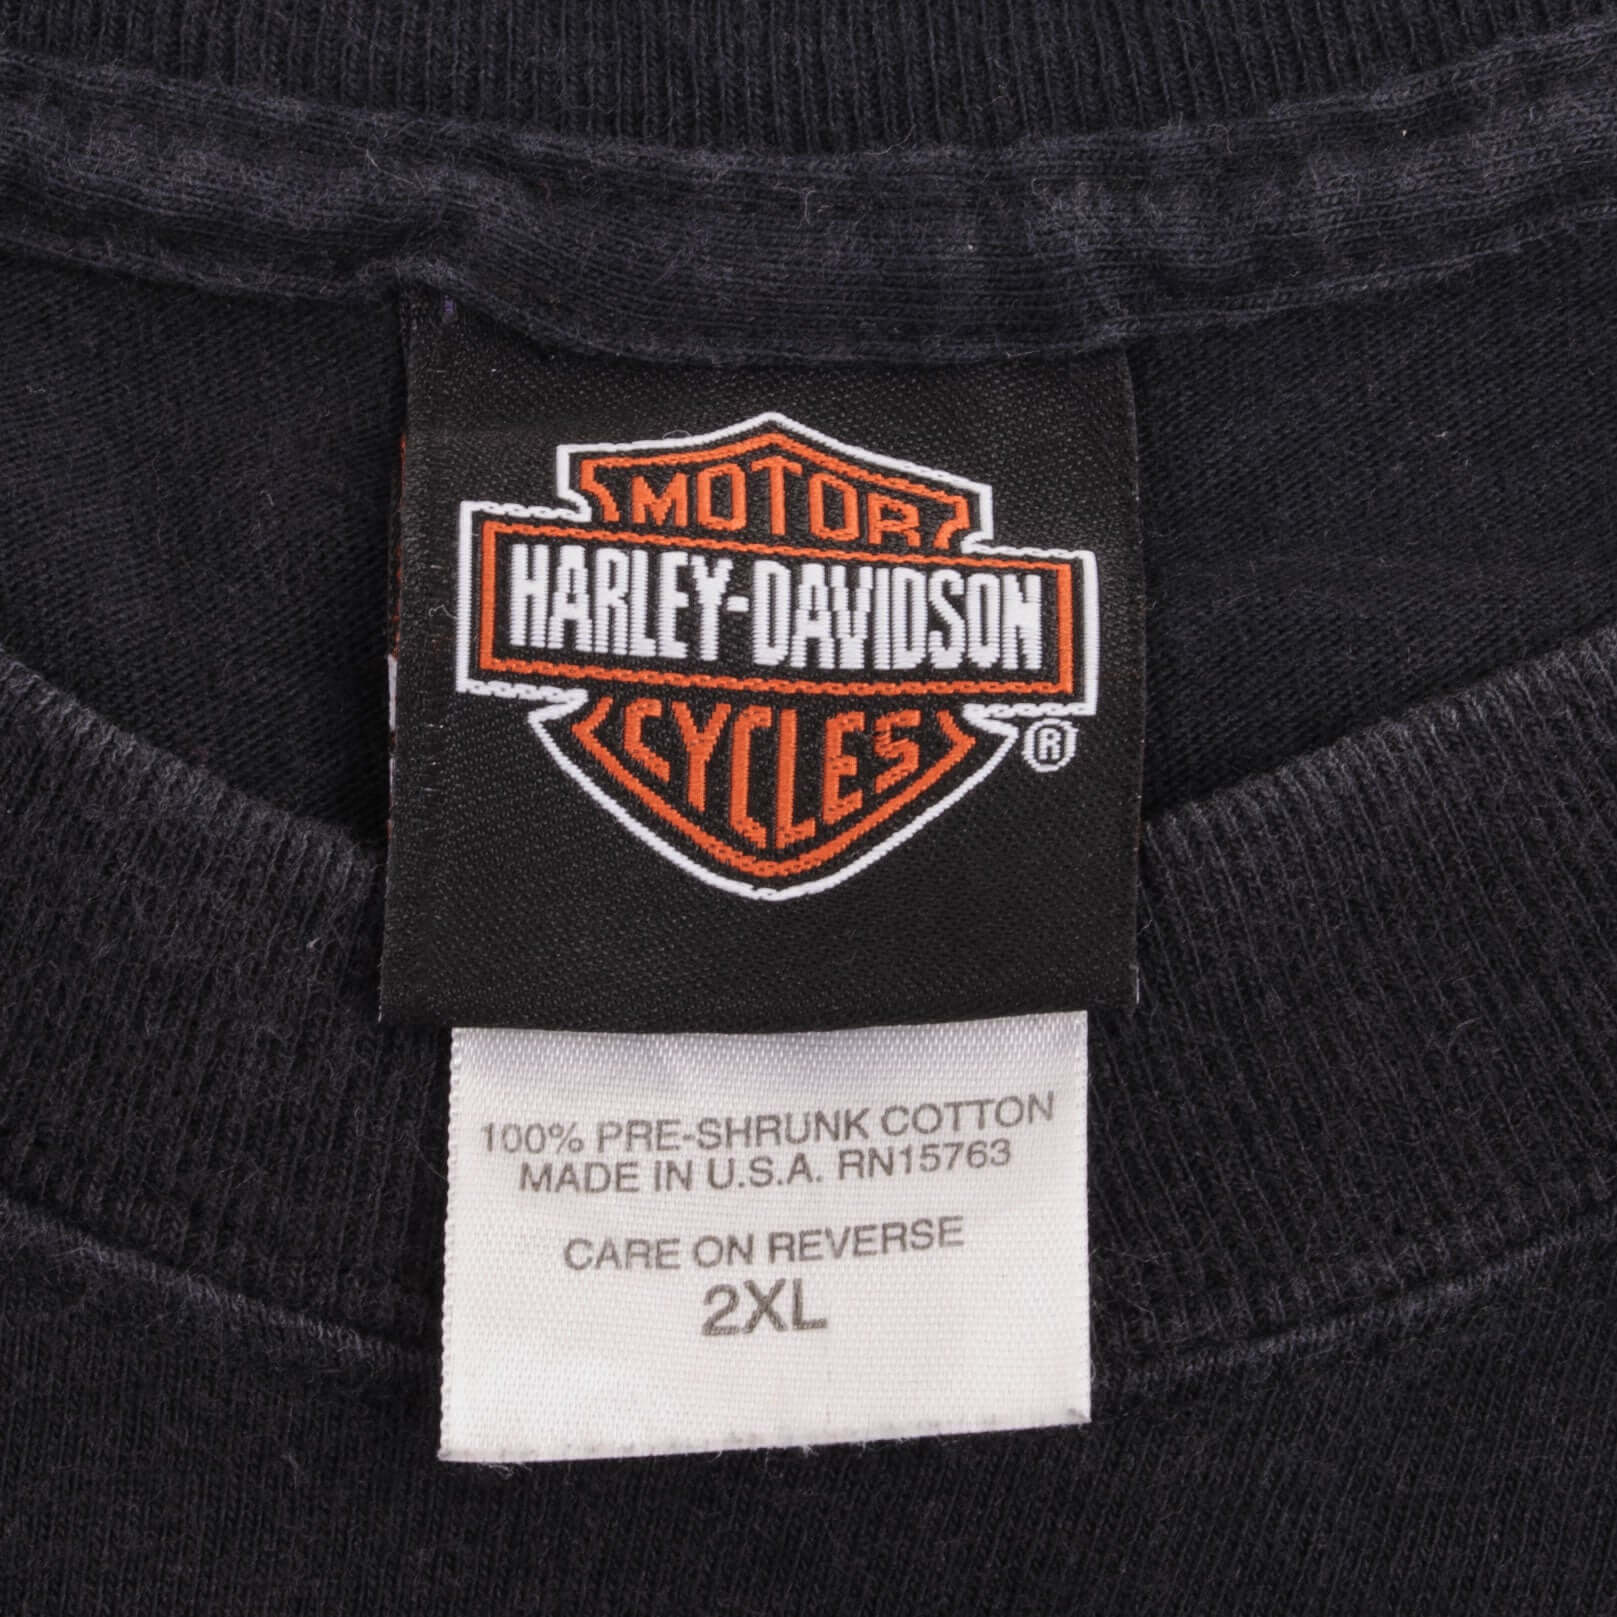 MOTOR
HARLEY-DAVIDSON
CYCLES
®
100% PRE-SHRUNK COTTON
MADE IN U.S.A. RN15763
CARE ON REVERSE
2XL